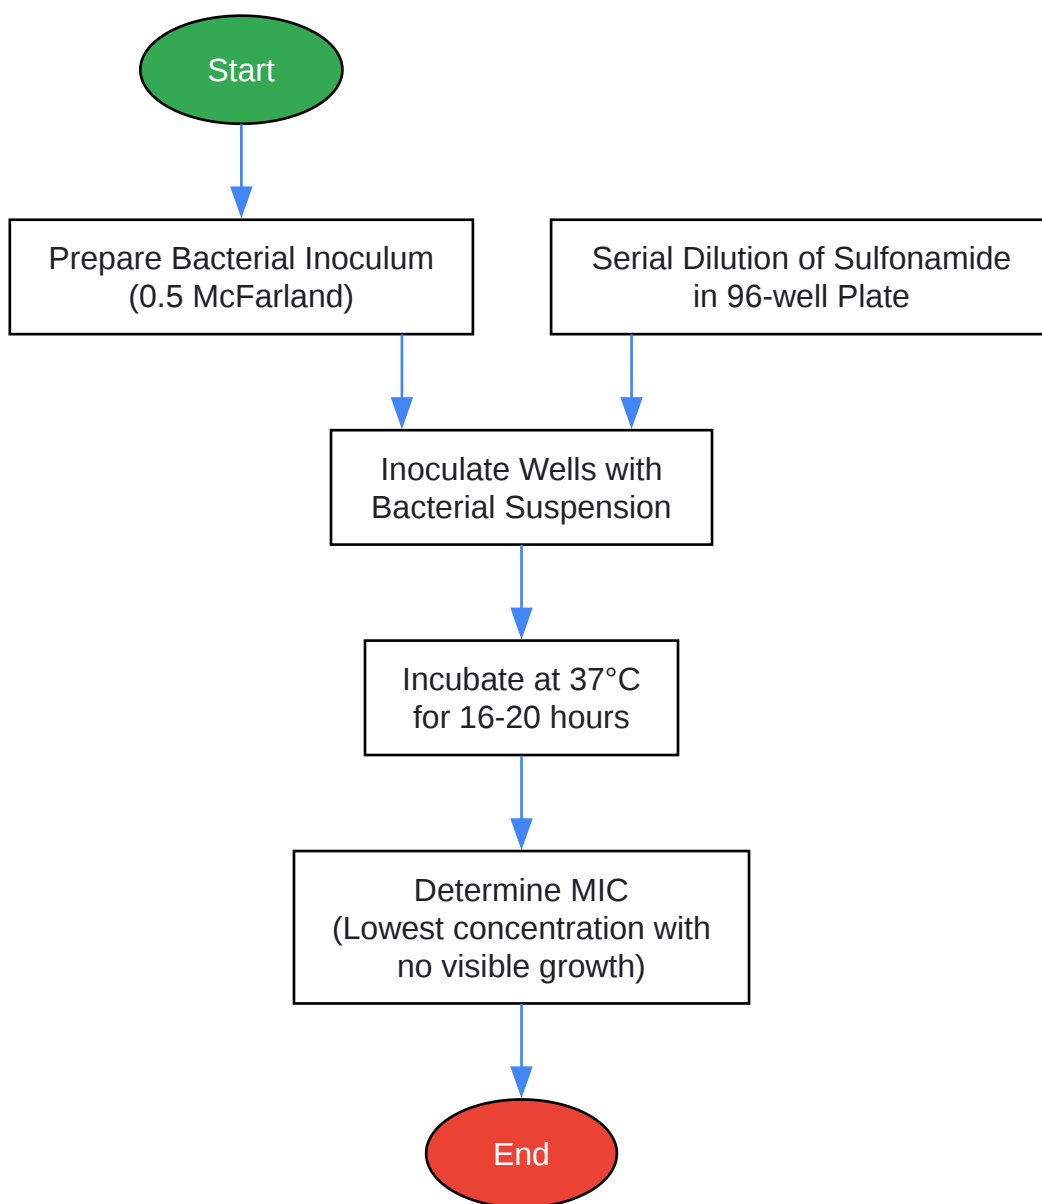 Start
Prepare Bacterial Inoculum
(0.5 McFarland)
Serial Dilution of Sulfonamide
in 96-well Plate
Inoculate Wells with
Bacterial Suspension
Incubate at 37°C
for 16-20 hours
Determine MIC
(Lowest concentration with
no visible growth)
End